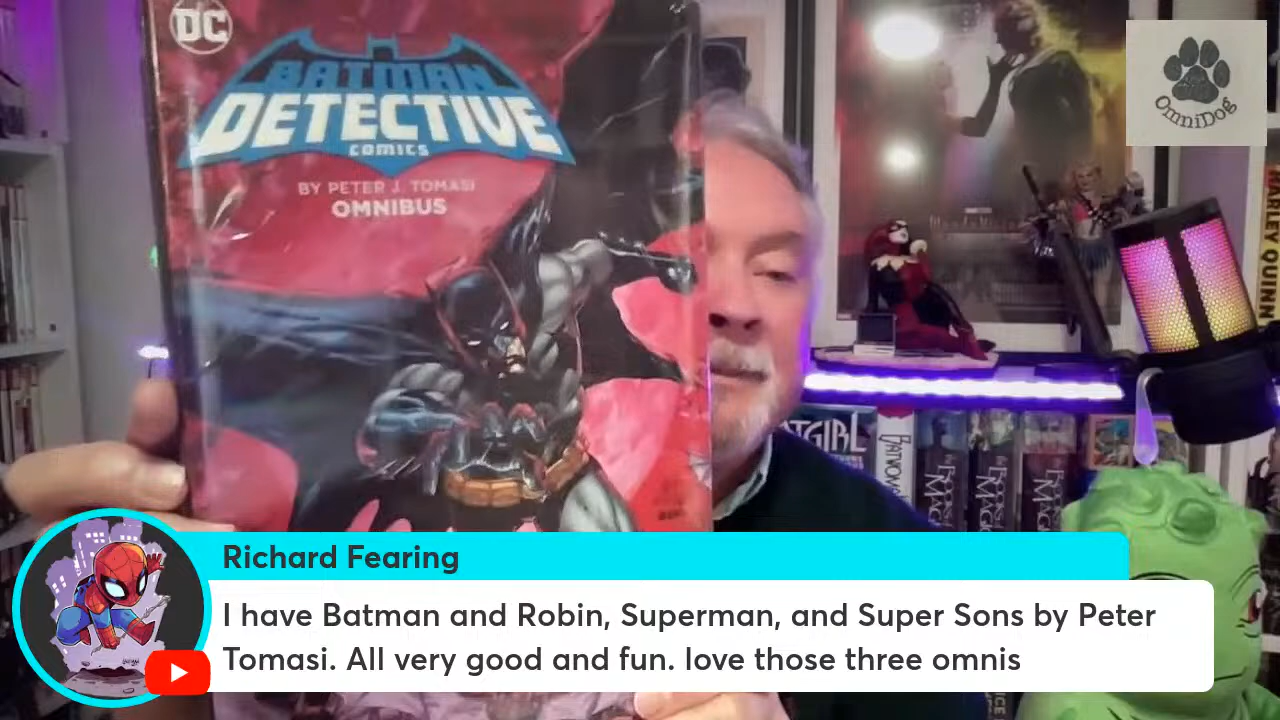 DC
BATMAN
DETECTIVE
COMICS
BY PETER J. TOMASI
OMNIBUS
OmniDog
HARLEY QUINN
Richard Fearing
I have Batman and Robin, Superman, and Super Sons by Peter
Tomasi. All very good and fun. love those three omnis